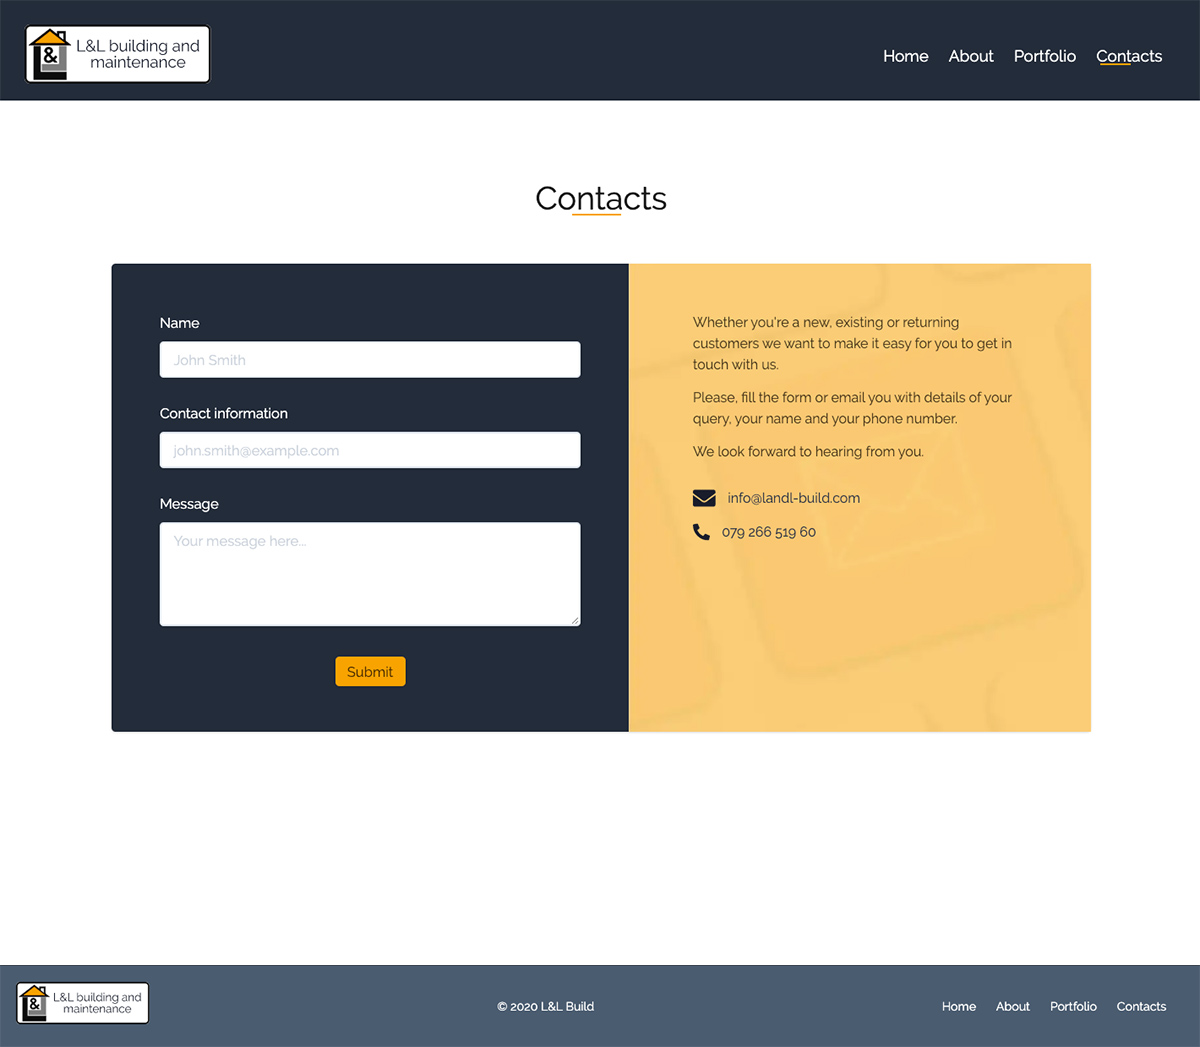 &
L&L building and
maintenance
Home About Portfolio Contacts
Contacts
Name
John Smith
Contact information
john.smith@example.com
Message
Your message here...
Submit
Whether you're a new, existing or returning
customers we want to make it easy for you to get in
touch with us.
Please, fill the form or email you with details of your
query, your name and your phone number.
We look forward to hearing from you.
info@landl-build.com
079 266 519 60
&
L&L building and
maintenance
© 2020 L&L Build
Home About Portfolio Contacts